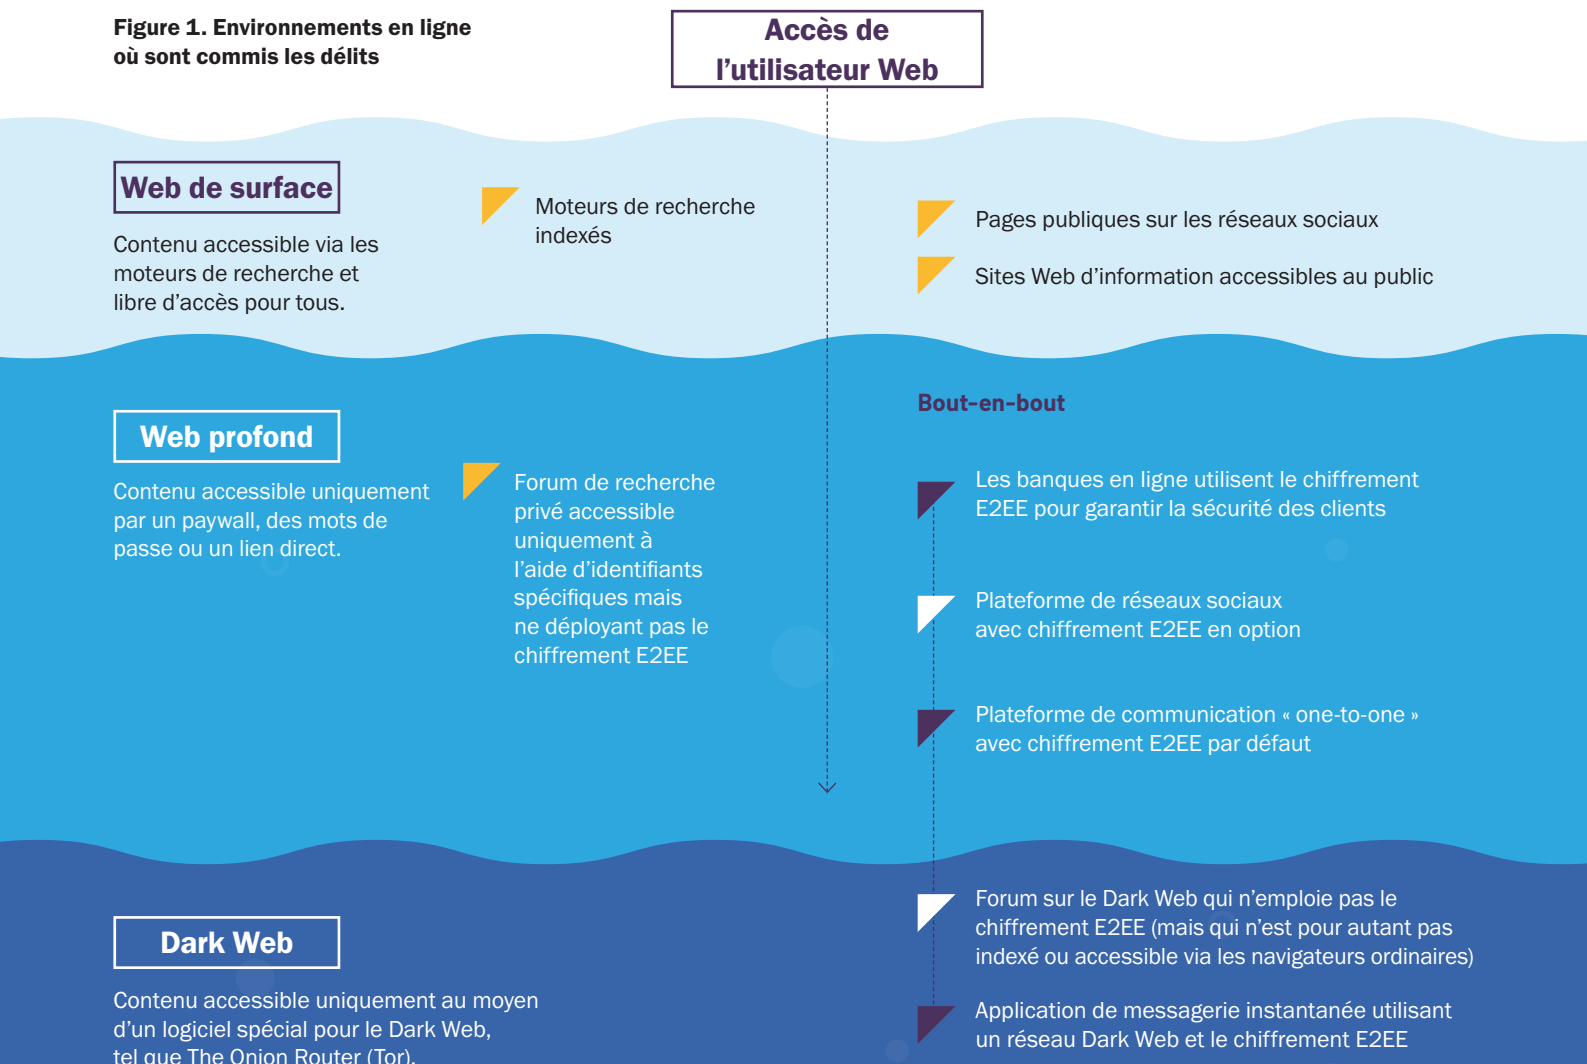 Figure 1. Environnements en ligne
où sont commis les délits
Accès de
l’utilisateur Web
Web de surface
Contenu accessible via les
moteurs de recherche et
libre d’accès pour tous.
Moteurs de recherche
indexés
Pages publiques sur les réseaux sociaux
Sites Web d’information accessibles au public
Web profond
Contenu accessible uniquement
par un paywall, des mots de
passe ou un lien direct.
Forum de recherche
privé accessible
uniquement à
l’aide d’identifiants
spécifiques mais
ne déployant pas le
chiffrement E2EE
Bout-en-bout
Les banques en ligne utilisent le chiffrement
E2EE pour garantir la sécurité des clients
Plateforme de réseaux sociaux
avec chiffrement E2EE en option
Plateforme de communication « one-to-one »
avec chiffrement E2EE par défaut
Dark Web
Contenu accessible uniquement au moyen
d’un logiciel spécial pour le Dark Web,
tel que The Onion Router (Tor).
Forum sur le Dark Web qui n’emploie pas le
chiffrement E2EE (mais qui n’est pour autant pas
indexé ou accessible via les navigateurs ordinaires)
Application de messagerie instantanée utilisant
un réseau Dark Web et le chiffrement E2EE